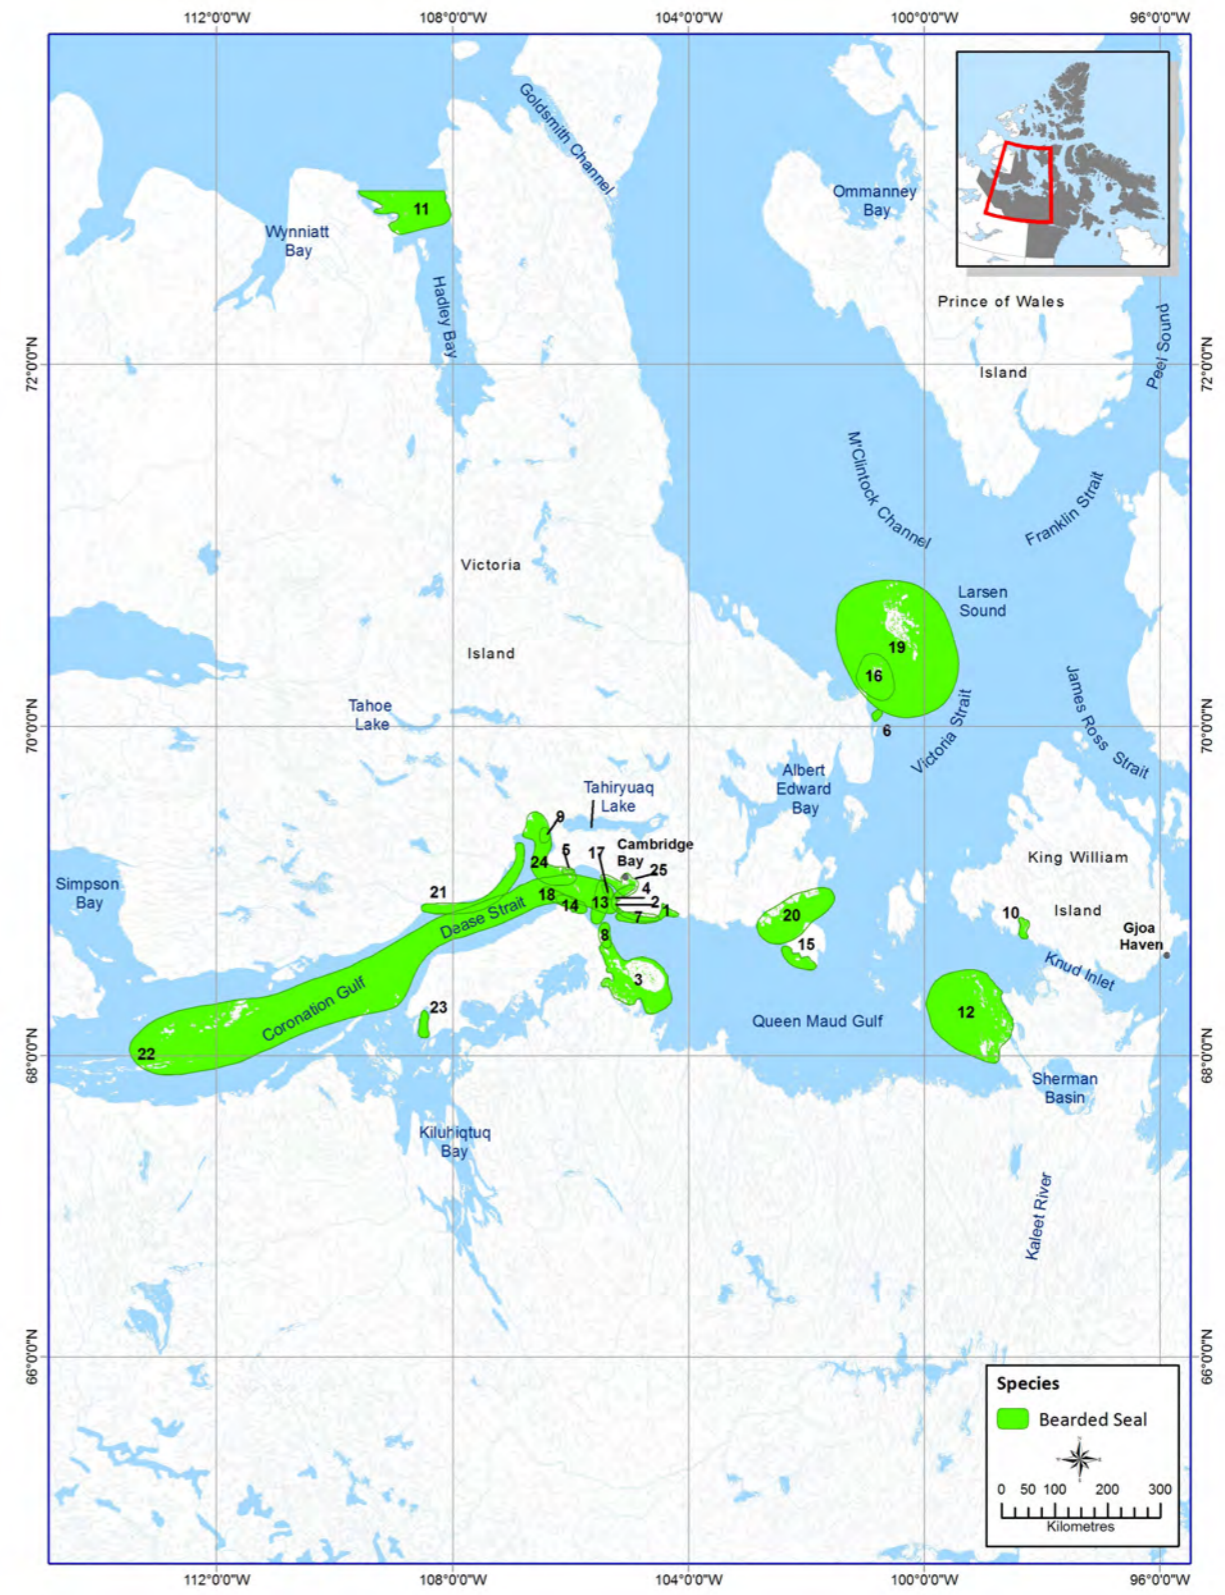 112°0'0"W 108°0'0"W 104°0'0"W 100°0'0"W 96°0'0"W
Goldsmith Channel
Ommanney
Bay
11
Wynniatt
Bay
Hadley Bay
Prince of Wales
Island
Peel Sound
72°0'0"N 72°0'0"N
M'Clintock Channel
Franklin Strait
Victoria
Island
Larsen
Sound
19
16
6
Victoria Strait
James Ross Strait
Tahoe
Lake
70°0'0"N 70°0'0"N
Albert
Edward
Bay
Tahiryuaq
Lake
9
Cambridge
Bay
King William
Island
5
17
24
25
4
2
1
7
13
14
18
21
Simpson
Bay
Dease Strait
8
3
20
15
10
Gjoa
Haven
Knud Inlet
Coronation Gulf
23
22
Queen Maud Gulf
12
68°0'0"N 68°0'0"N
Sherman
Basin
Kiluhiqtuq
Bay
Kaleet River
66°0'0"N 66°0'0"N
Species
Bearded Seal
0 50 100 200 300
Kilometres
112°0'0"W 108°0'0"W 104°0'0"W 100°0'0"W 96°0'0"W